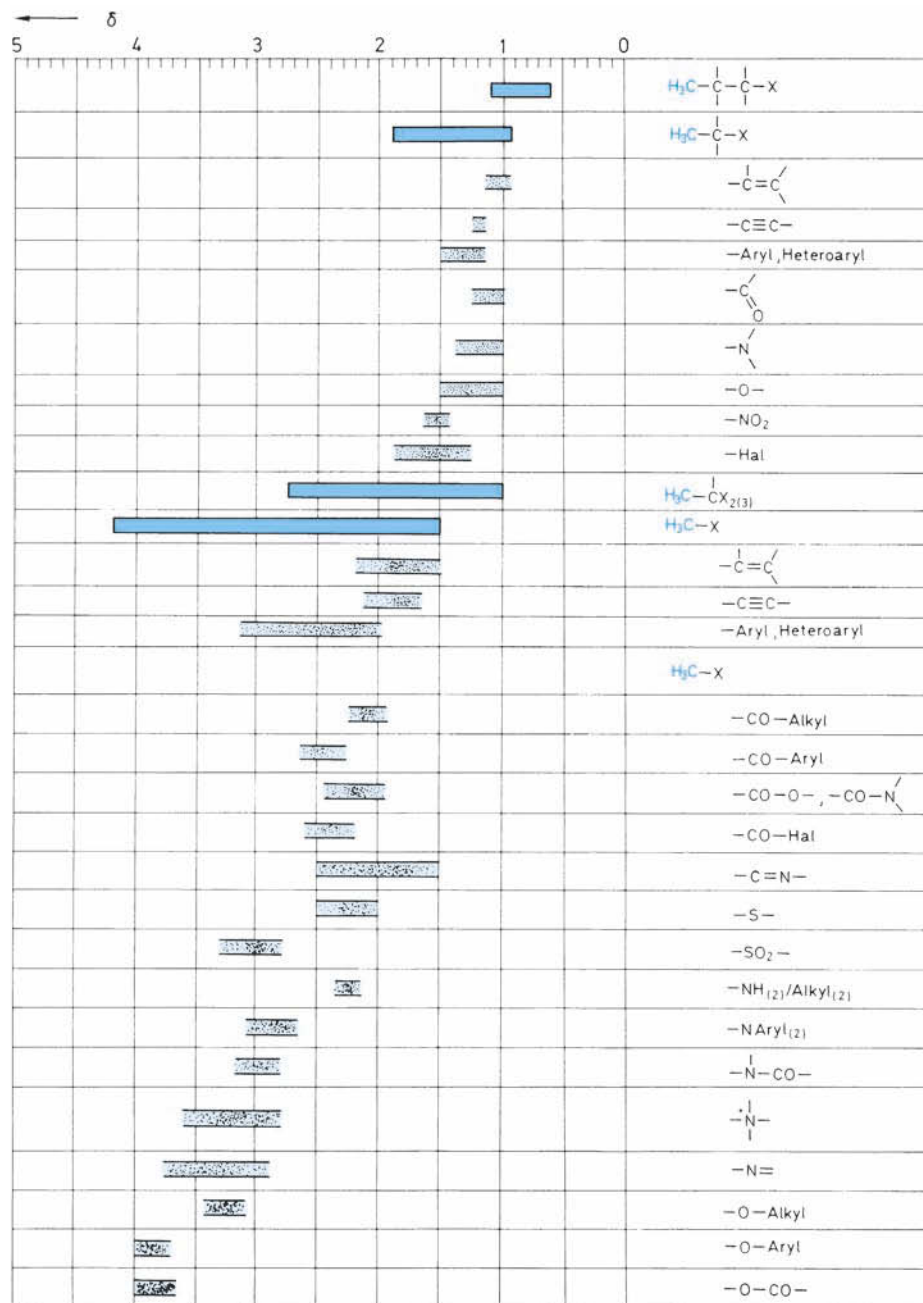 ← δ
5 4 3 2 1 0
H₃C—C—C—X
H₃C—C—X
—C=C
—C≡C—
—Aryl, Heteroaryl
—C=O
—N
—O—
—NO₂
—Hal
H₃C—CX₂₍₃₎
H₃C—X
—C=C
—C≡C—
—Aryl, Heteroaryl
H₃C—X
—CO—Alkyl
—CO—Aryl
—CO—O—, —CO—N
—CO—Hal
—C=N—
—S—
—SO₂—
—NH₍₂₎/Alkyl₍₂₎
—NAryl₍₂₎
—N—CO—
—N⁺—
—N=
—O—Alkyl
—O—Aryl
—O—CO—